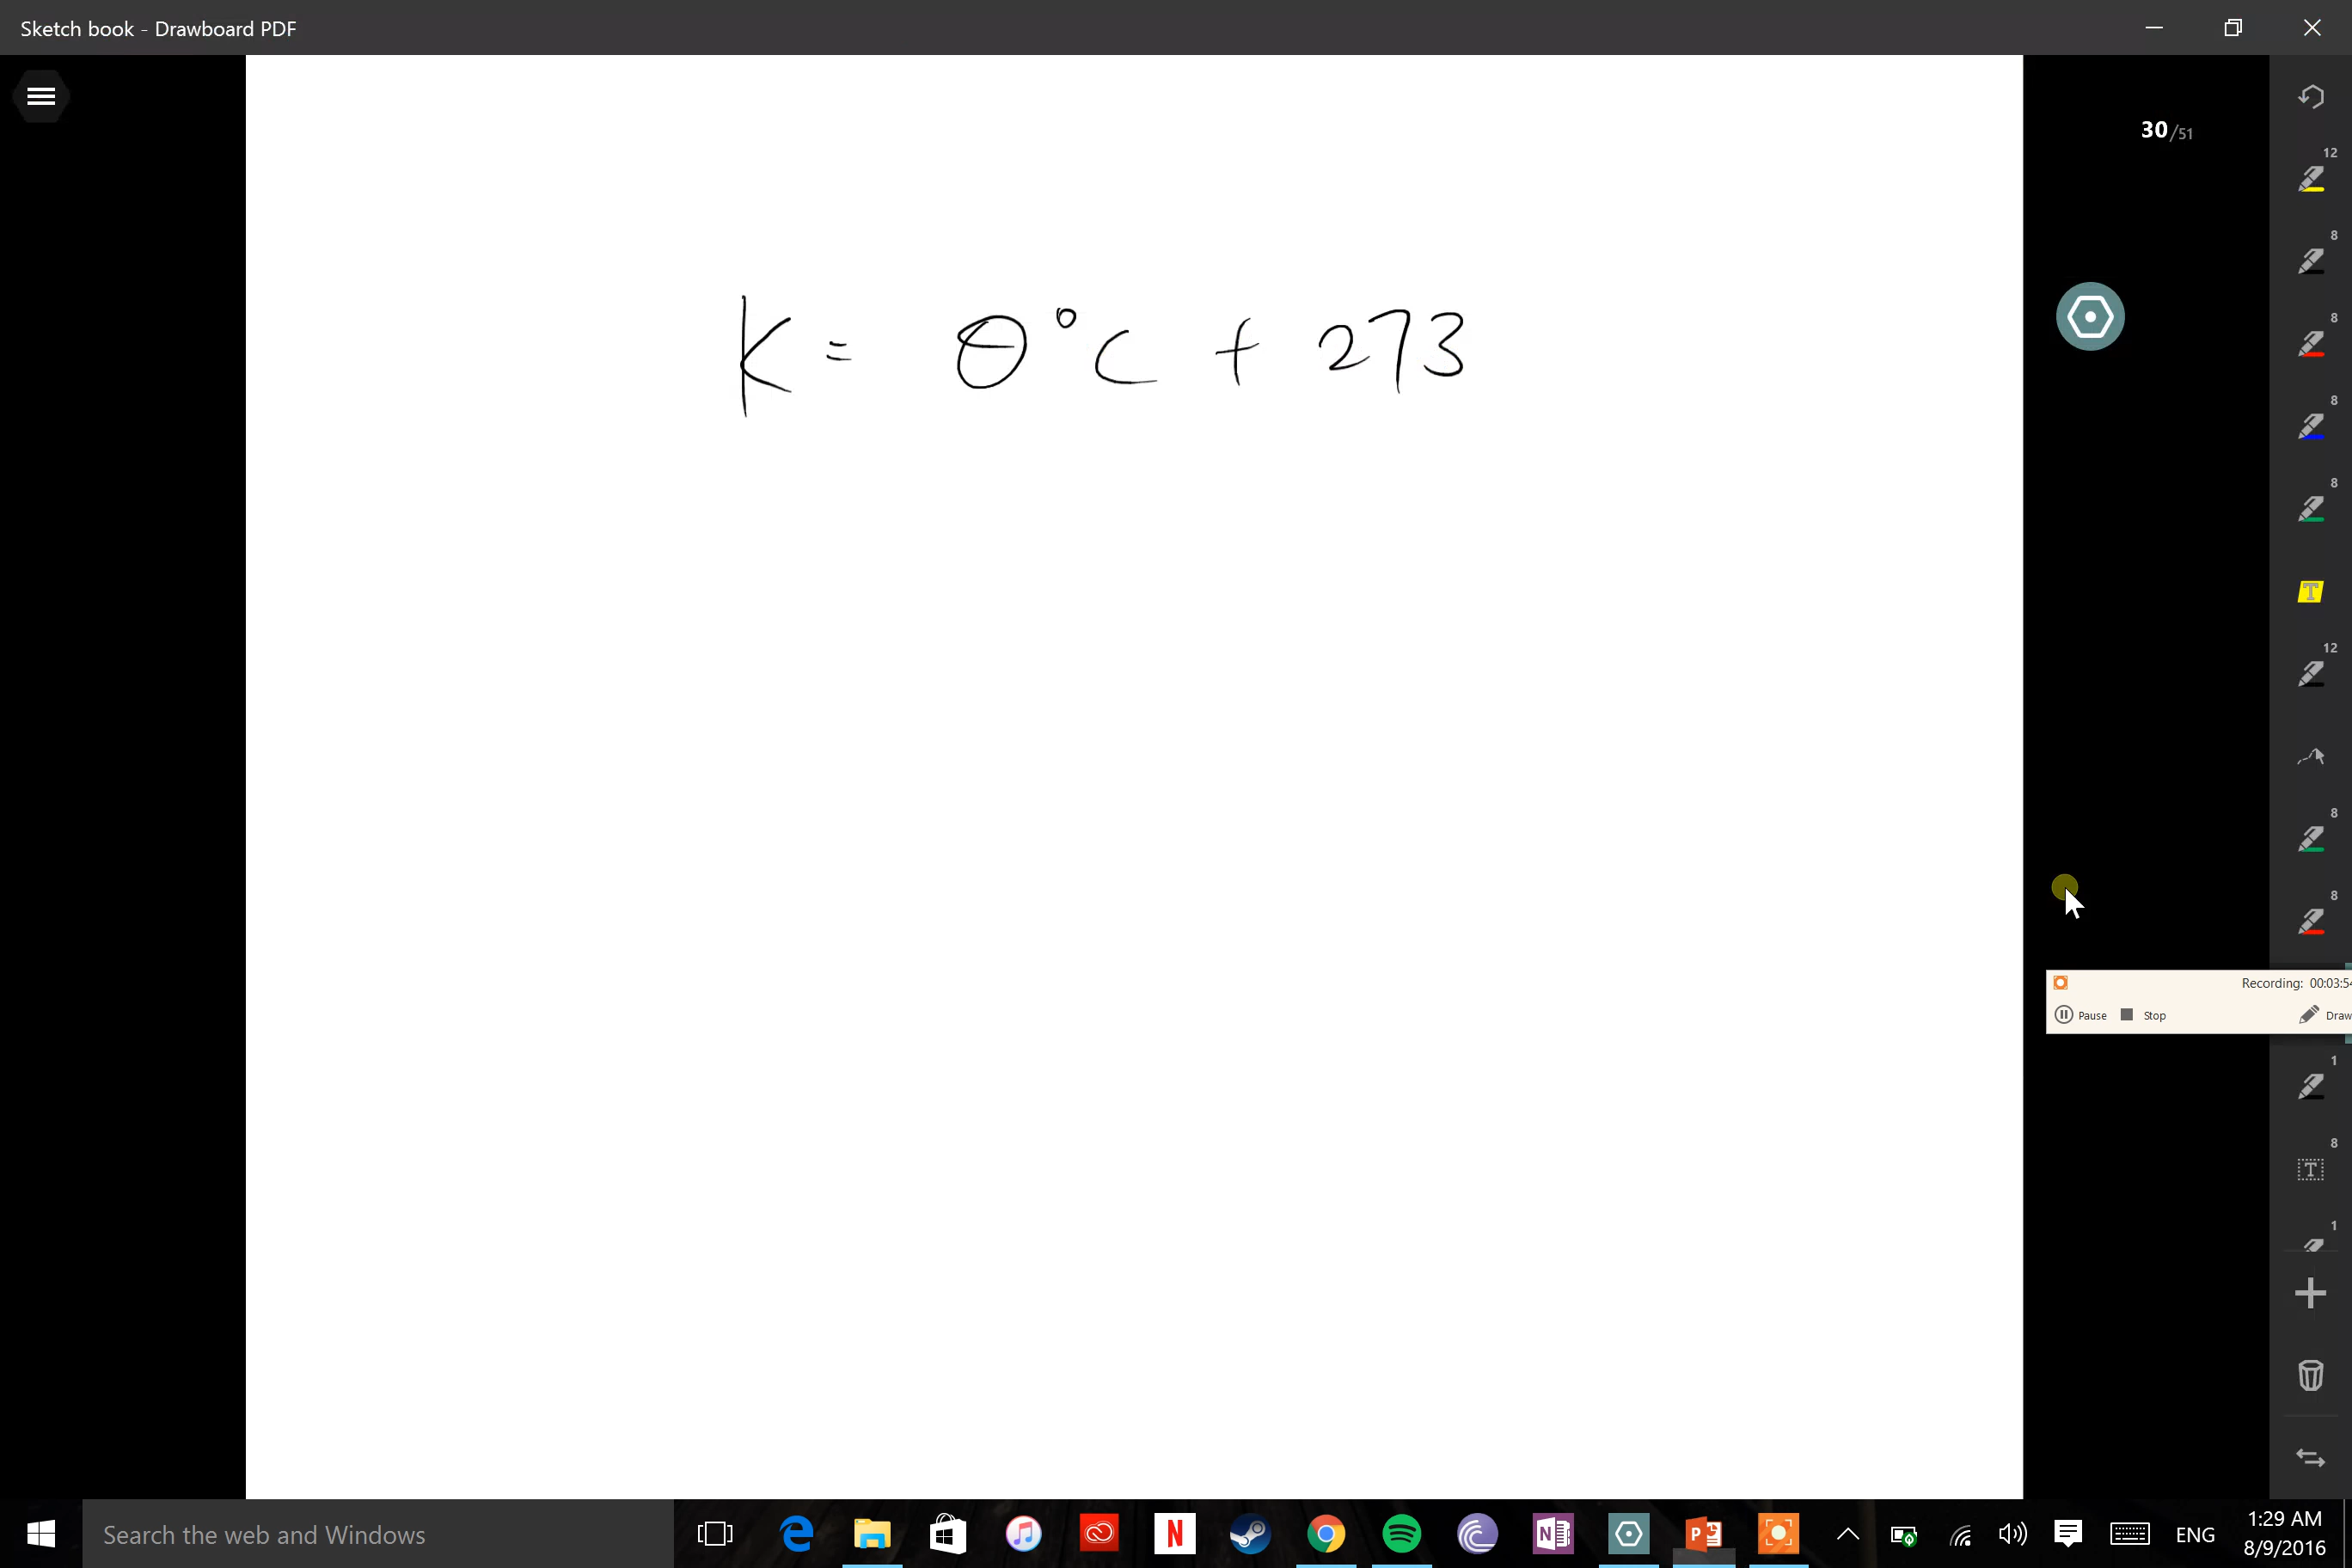 Sketch book - Drawboard PDF
30/51
12
8
K = θ°C + 273
8
8
8
T
12
8
8
Recording: 00:03:54
Pause Stop Draw
1
8
T
1
Search the web and Windows
N
N
P
ENG
1:29 AM
8/9/2016